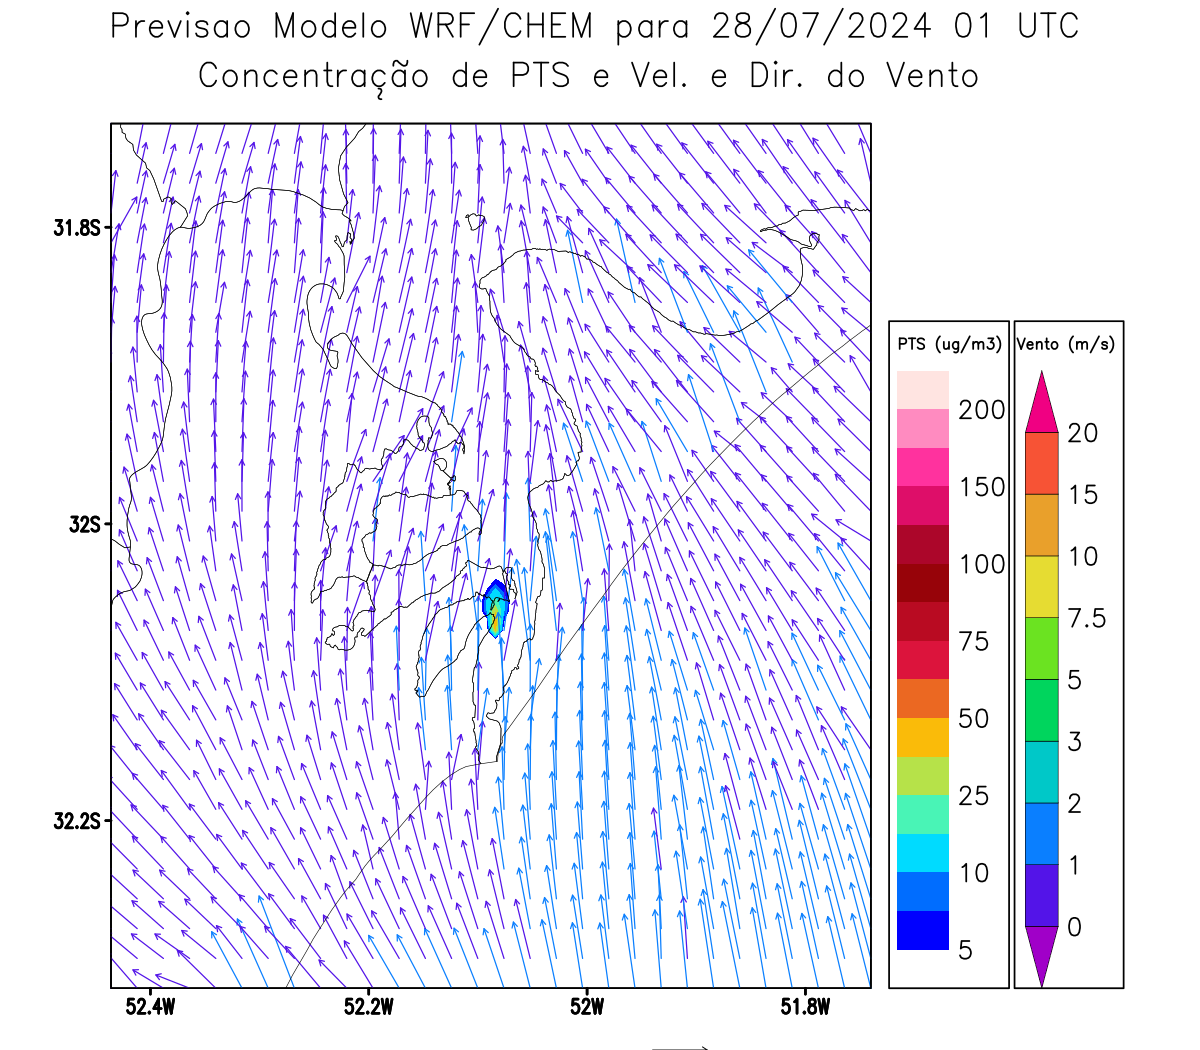 Previsao Modelo WRF/CHEM para 28/07/2024 01 UTC
Concentração de PTS e Vel. e Dir. do Vento
31.8S
32S
32.2S
52.4W 52.2W 52W 51.8W
PTS (ug/m3)
200
150
100
75
50
25
10
5
Vento (m/s)
20
15
10
7.5
5
3
2
1
0